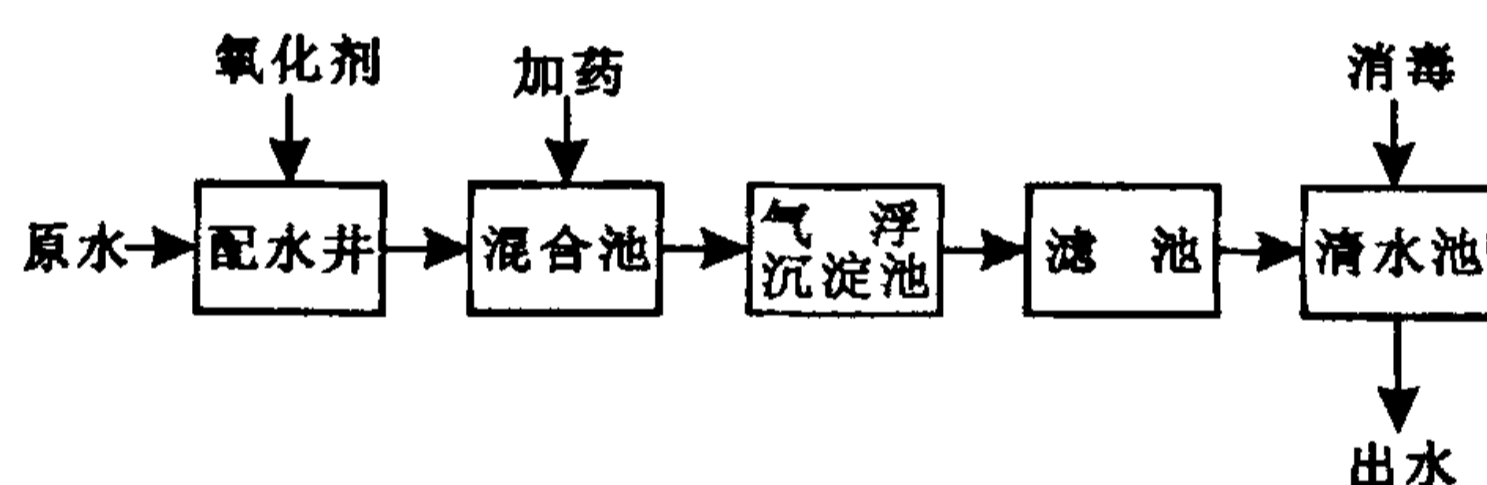 氧化剂
加药
消毒
原水
配水井
混合池
气浮
沉淀池
滤池
清水池
出水